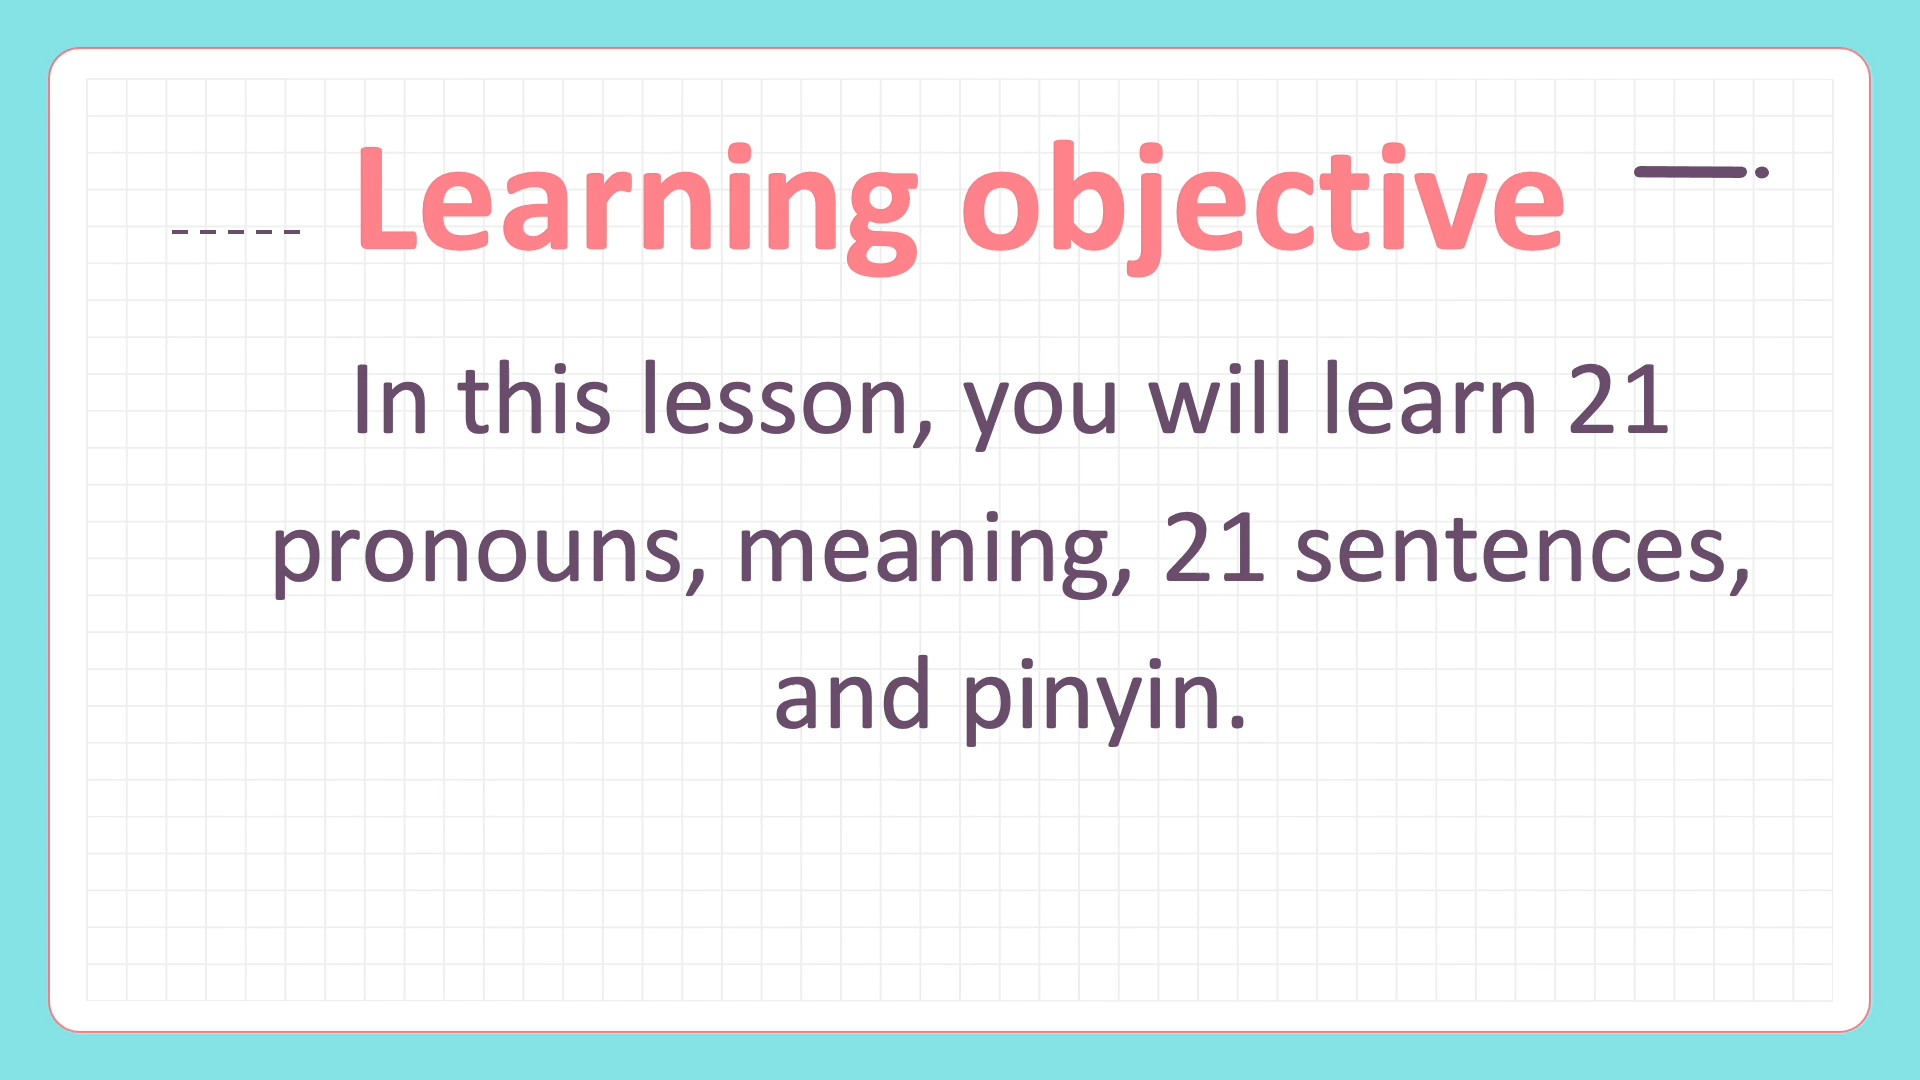 Learning objective
In this lesson, you will learn 21
pronouns, meaning, 21 sentences,
and pinyin.